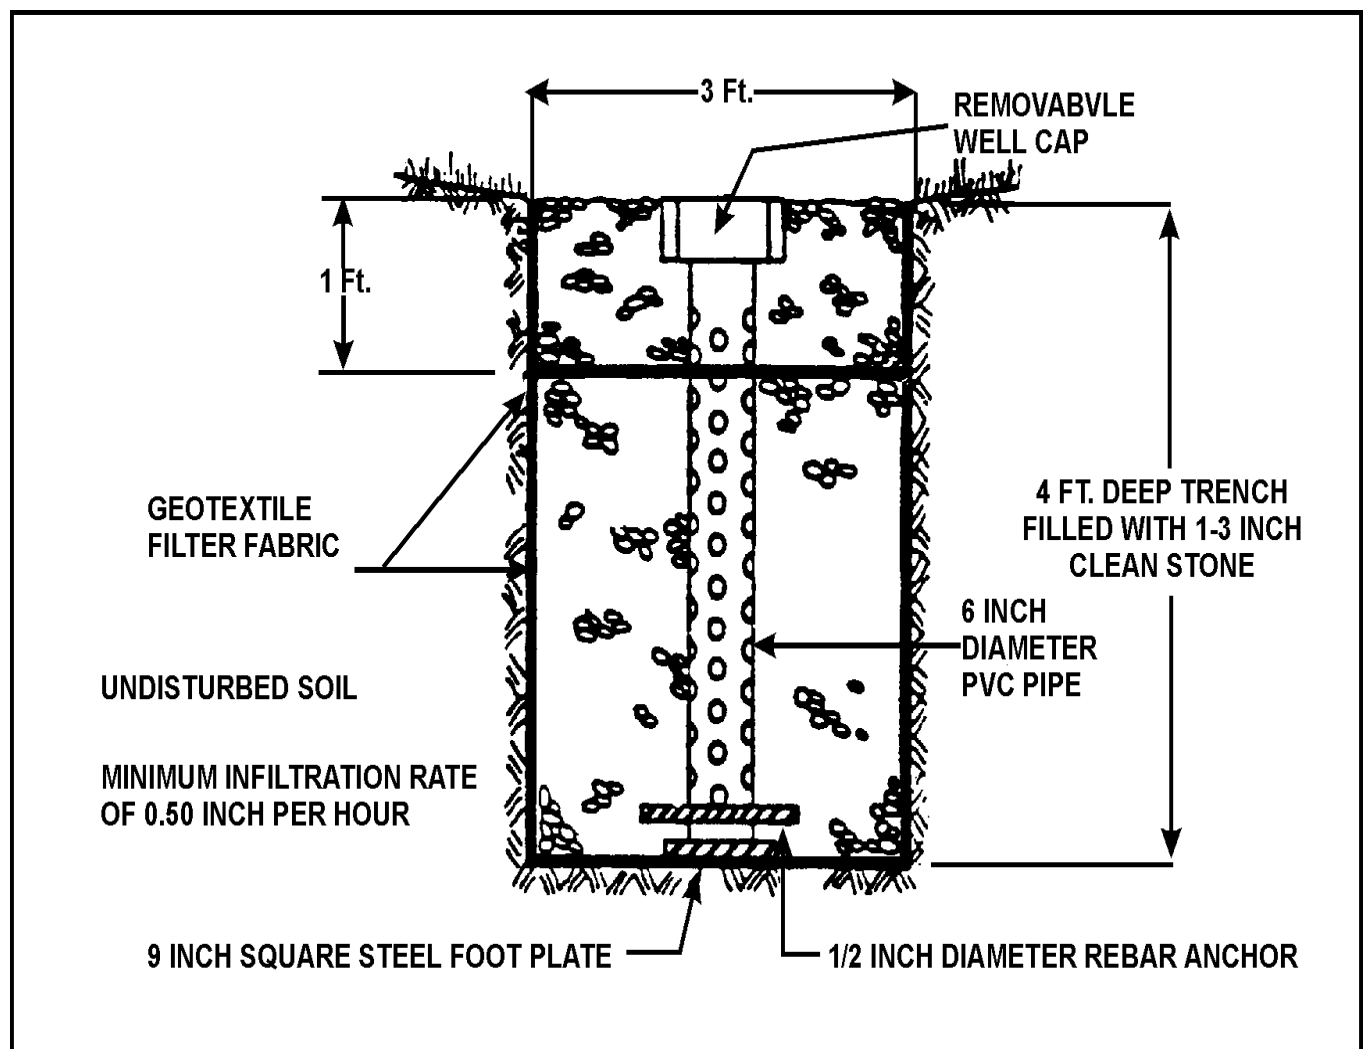 3 Ft.
REMOVABVLE
WELL CAP
1 Ft.
GEOTEXTILE
FILTER FABRIC
4 FT. DEEP TRENCH
FILLED WITH 1-3 INCH
CLEAN STONE
6 INCH
DIAMETER
PVC PIPE
UNDISTURBED SOIL
MINIMUM INFILTRATION RATE
OF 0.50 INCH PER HOUR
9 INCH SQUARE STEEL FOOT PLATE
1/2 INCH DIAMETER REBAR ANCHOR